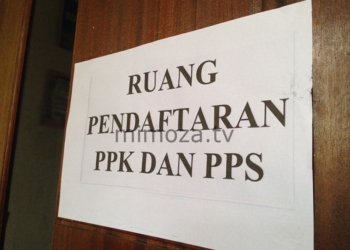 RUANG
PENDAFTARAN
mimoza.tv
PPK DAN PPS